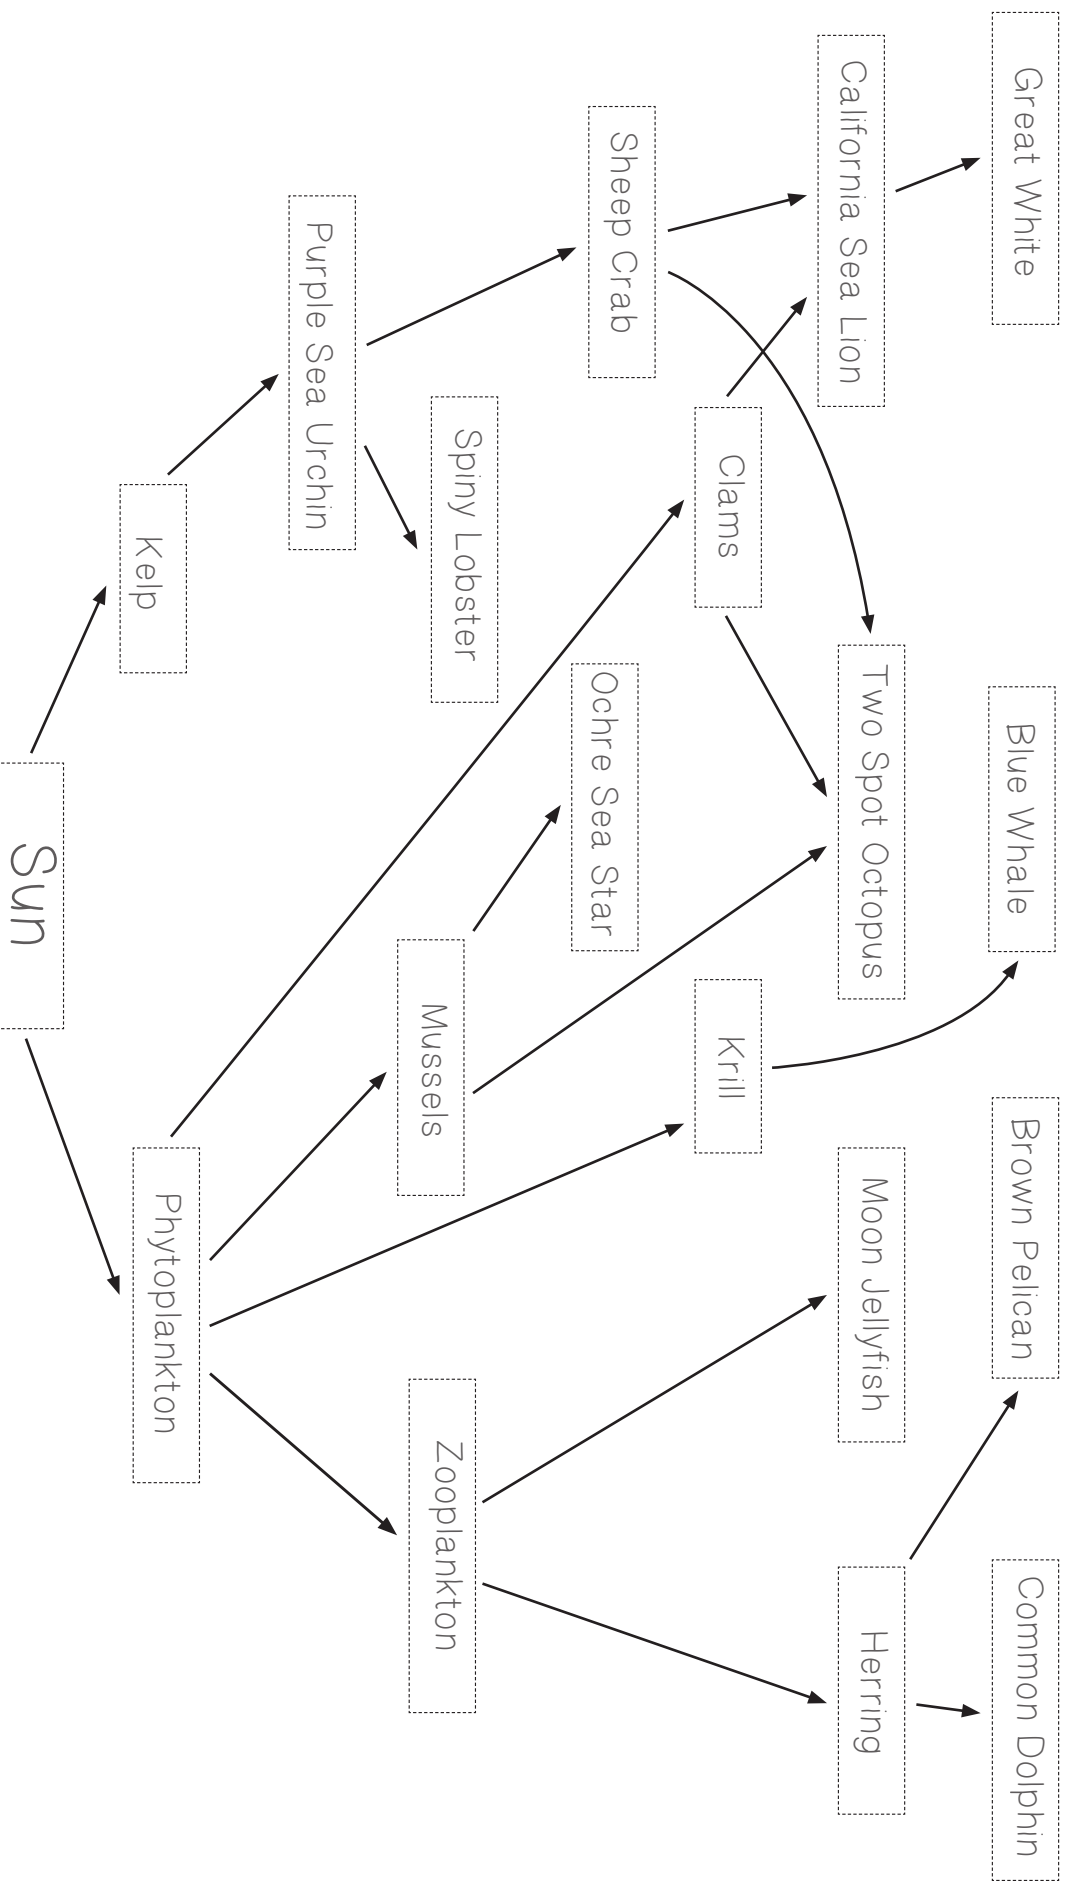 Great White
Blue Whale
Brown Pelican
Common Dolphin
California Sea Lion
Two Spot Octopus
Moon Jellyfish
Herring
Clams
Krill
Sheep Crab
Ochre Sea Star
Spiny Lobster
Mussels
Zooplankton
Purple Sea Urchin
Kelp
Phytoplankton
Sun